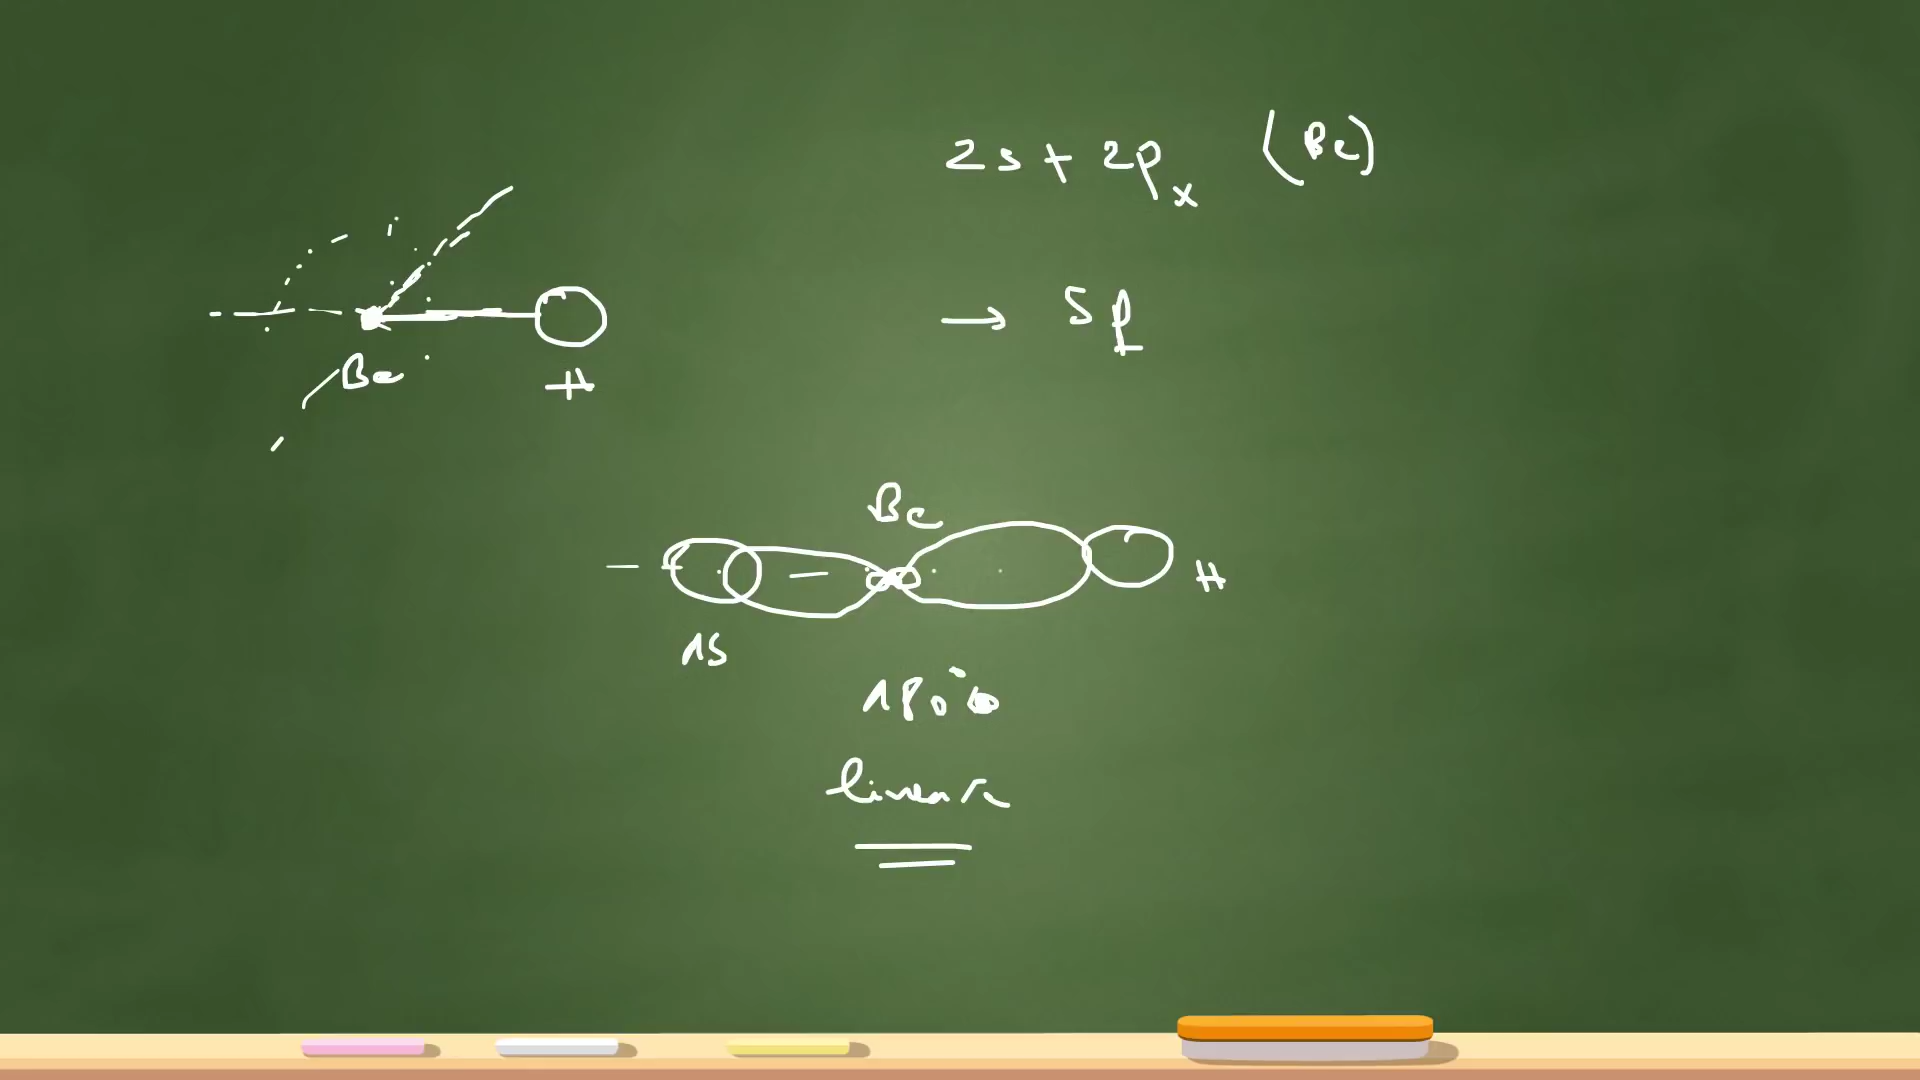 2s + 2px (Be)
→ sp
Be
H
Be
H
1s
180°
linear